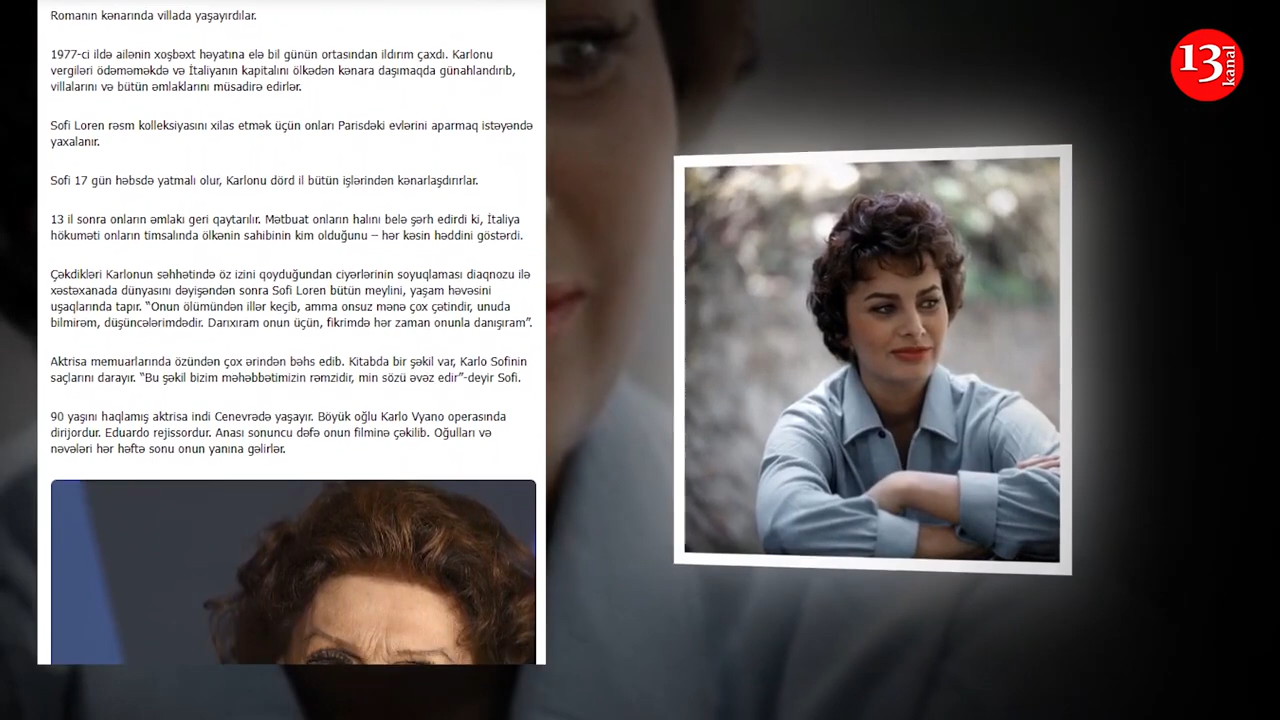 Romanın kənarında villada yaşayırdılar.
1977-ci ildə ailənin xoşbəxt həyatına elə bil günün ortasından ildırım çaxdı. Karlonu
vergiləri ödəməməkdə və İtaliyanın kapitalını ölkədən kənara daşımaqda günahlandırıb,
villalarını və bütün əmlaklarını müsadirə edirlər.
Sofi Loren rəsm kolleksiyasını xilas etmək üçün onları Parisdəki evlərini aparmaq istəyəndə
yaxalanır.
Sofi 17 gün həbsdə yatmalı olur, Karlonu dörd il bütün işlərindən kənarlaşdırırlar.
13 il sonra onların əmlakı geri qaytarılır. Mətbuat onların halını belə şərh edirdi ki, İtaliya
hökuməti onların timsalında ölkənin sahibinin kim olduğunu – hər kəsin həddini göstərdi.
Çəkdikləri Karlonun səhhətində öz izini qoyduğundan ciyərlərinin soyuqlaması diaqnozu ilə
xəstəxanada dünyasını dəyişəndən sonra Sofi Loren bütün meylini, yaşam həvəsini
uşaqlarında tapır. “Onun ölümündən illər keçib, amma onsuz mənə çox çətindir, unuda
bilmirəm, düşüncələrimdədir. Darıxıram onun üçün, fikrimdə hər zaman onunla danışıram”.
Aktrisa memuarlarında özündən çox ərindən bəhs edib. Kitabda bir şəkil var, Karlo Sofinin
saçlarını darayır. “Bu şəkil bizim məhəbbətimizin rəmzidir, min sözü əvəz edir”-deyir Sofi.
90 yaşını haqlamış aktrisa indi Cenevrədə yaşayır. Böyük oğlu Karlo Vyano operasında
dirijordur. Eduardo rejissordur. Anası sonuncu dəfə onun filminə çəkilib. Oğulları və
nəvələri hər həftə sonu onun yanına gəlirlər.
13 kanal